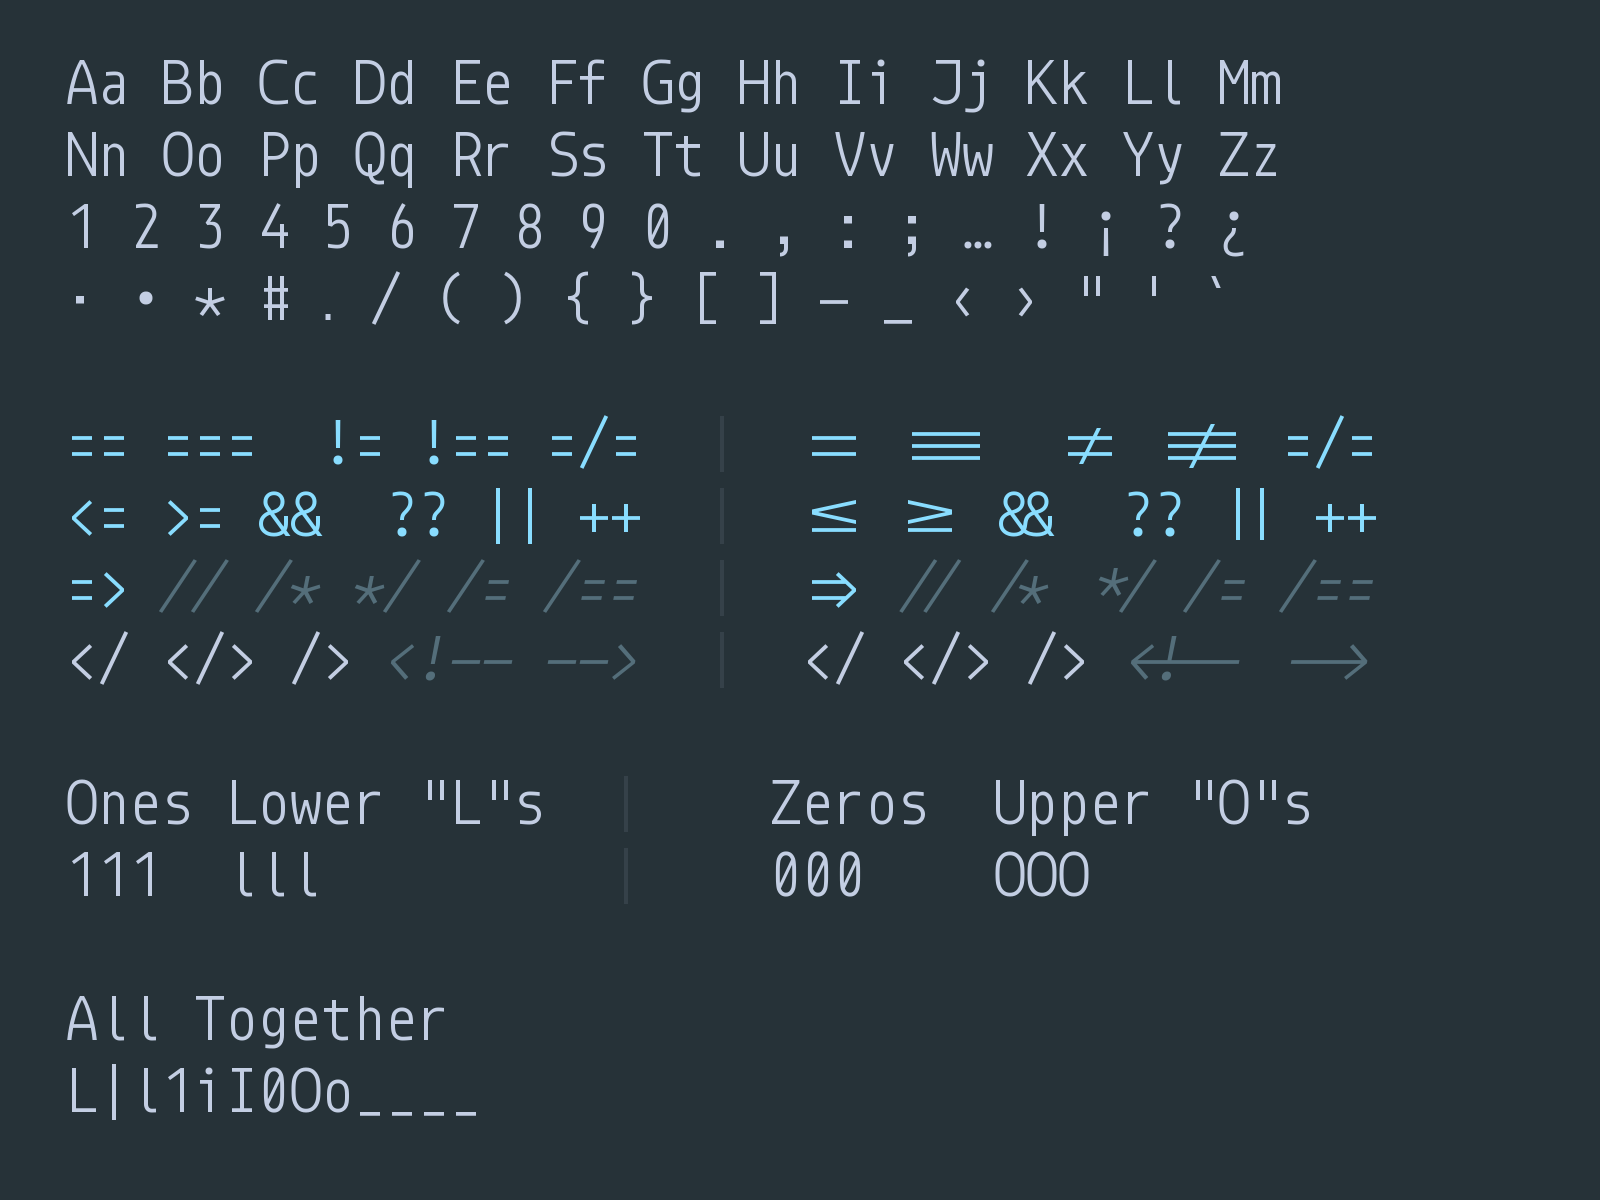 Aa Bb Cc Dd Ee Ff Gg Hh Ii Jj Kk Ll Mm
Nn Oo Pp Qq Rr Ss Tt Uu Vv Ww Xx Yy Zz
1 2 3 4 5 6 7 8 9 0 . , : ; … ! ¡ ? ¿
· • * # . / ( ) { } [ ] – _ ‹ › " ' `
== === != !== =/= | == === != !== =/=
<= >= && ?? || ++ | <= >= && ?? || ++
=> // /* */ /= /== | => // /* */ /= /==
</ </> /> <!-- --> | </ </> /> <!-- -->
Ones Lower "L"s | Zeros Upper "O"s
111 lll | 000 OOO
All Together
L|l1iI0Oo____